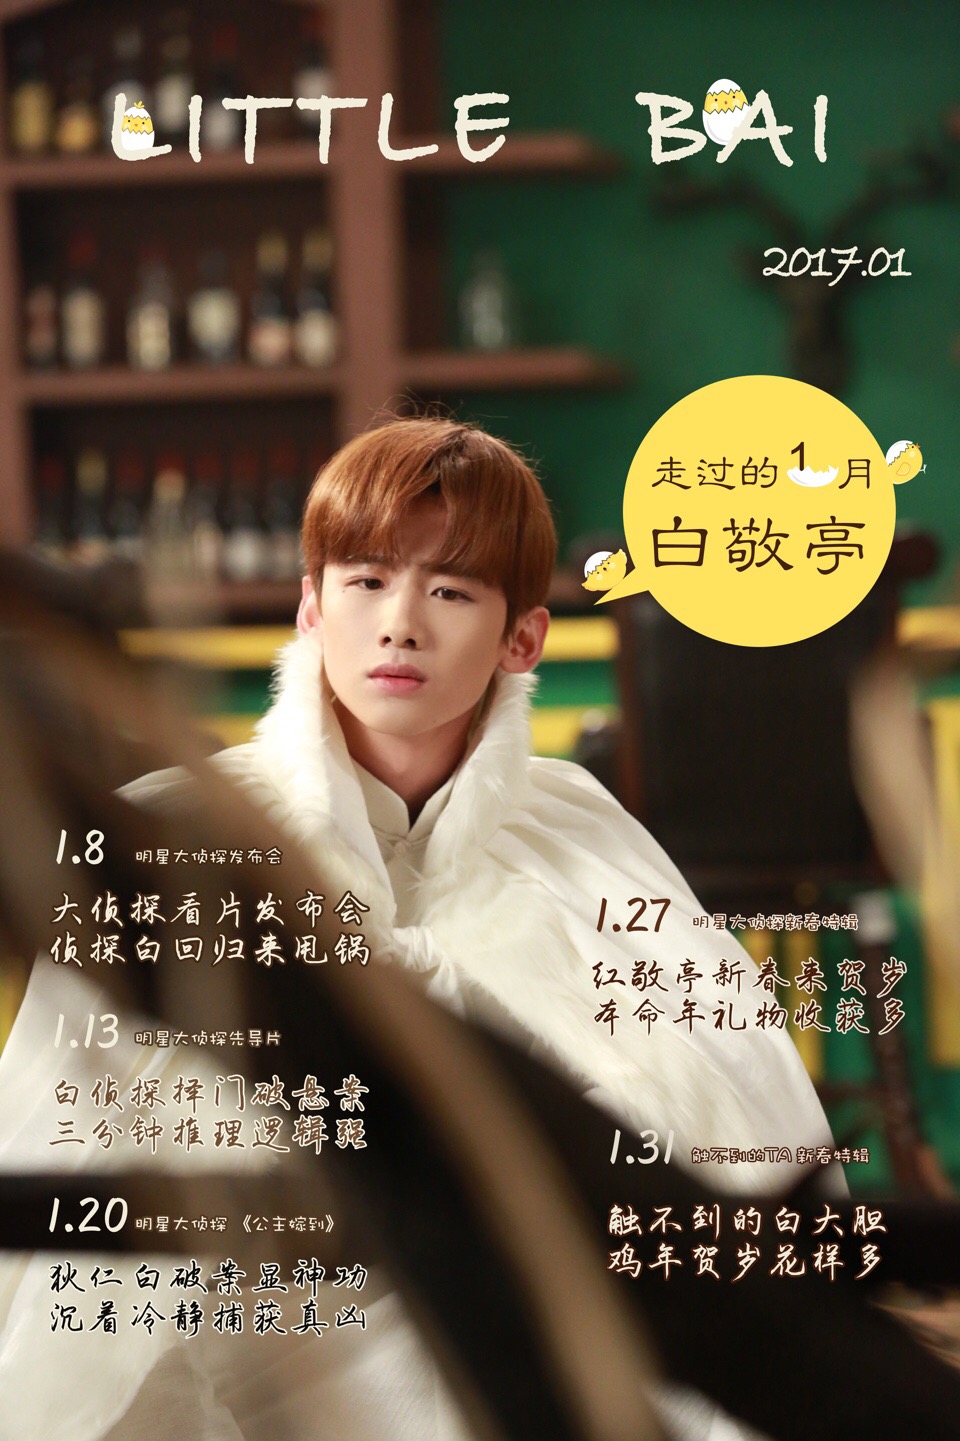 LITTLE BAI
2017.01
走过的1月
白敬亭
1.8 明星大侦探发布会
大侦探看片发布会
侦探白回归来甩锅
1.13 明星大侦探先导片
白侦探择门破悬案
三分钟推理逻辑强
1.20 明星大侦探《公主嫁到》
狄仁白破案显神功
沉着冷静捕获真凶
1.27 明星大侦探新春特辑
红敬亭新春来贺岁
本命年礼物收获多
1.31 触不到的TA 新春特辑
触不到的白大胆
鸡年贺岁花样多